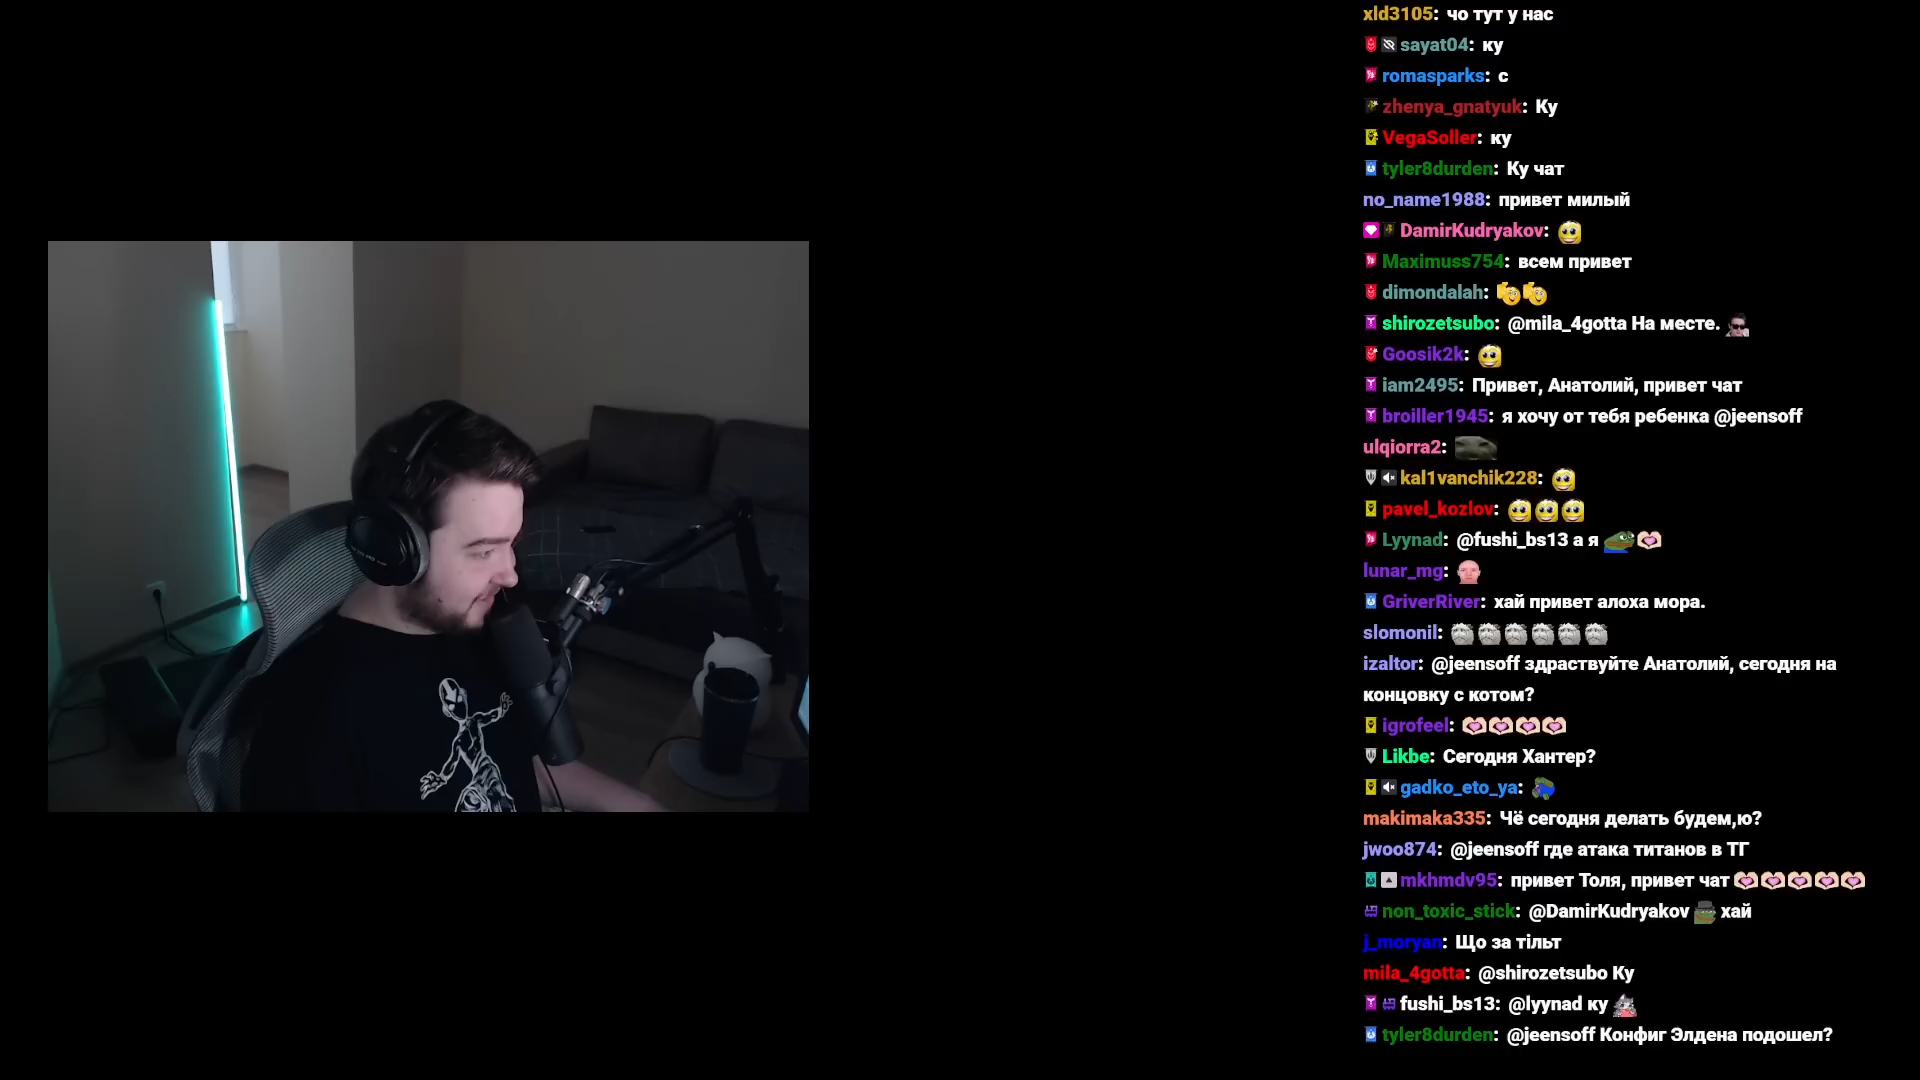 xld3105: чо тут у нас
sayat04: ку
romasparks: с
zhenya_gnatyuk: Ку
VegaSoller: ку
tyler8durden: Ку чат
no_name1988: привет милый
DamirKudryakov:
Maximuss754: всем привет
dimondalah:
shirozetsubo: @mila_4gotta На месте.
Goosik2k:
iam2495: Привет, Анатолий, привет чат
broiller1945: я хочу от тебя ребенка @jeensoff
ulqiorra2:
kal1vanchik228:
pavel_kozlov:
Lyynad: @fushi_bs13 а я
lunar_mg:
GriverRiver: хай привет алоха мора.
slomonil:
izaltor: @jeensoff здраствуйте Анатолий, сегодня на
концовку с котом?
igrofeel:
Likbe: Сегодня Хантер?
gadko_eto_ya:
makimaka335: Чё сегодня делать будем,ю?
jwoo874: @jeensoff где атака титанов в ТГ
mkhmdv95: привет Толя, привет чат
non_toxic_stick: @DamirKudryakov хай
j_moryan: Що за тільт
mila_4gotta: @shirozetsubo Ку
fushi_bs13: @lyynad ку
tyler8durden: @jeensoff Конфиг Элдена подошел?